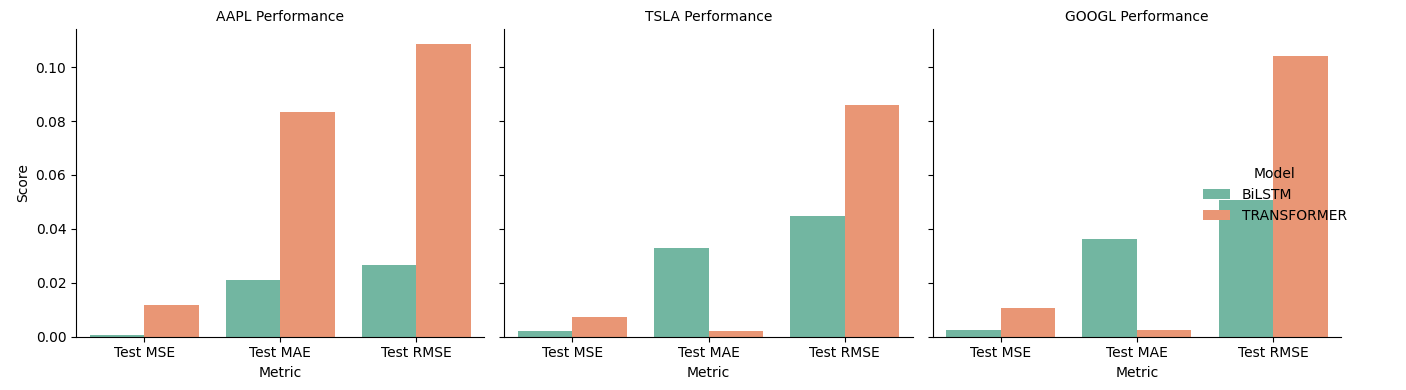 AAPL Performance
TSLA Performance
GOOGL Performance
Score
0.10
0.08
0.06
0.04
0.02
0.00
Test MSE
Test MAE
Test RMSE
Metric
Test MSE
Test MAE
Test RMSE
Metric
Test MSE
Test MAE
Test RMSE
Metric
Model
BiLSTM
TRANSFORMER